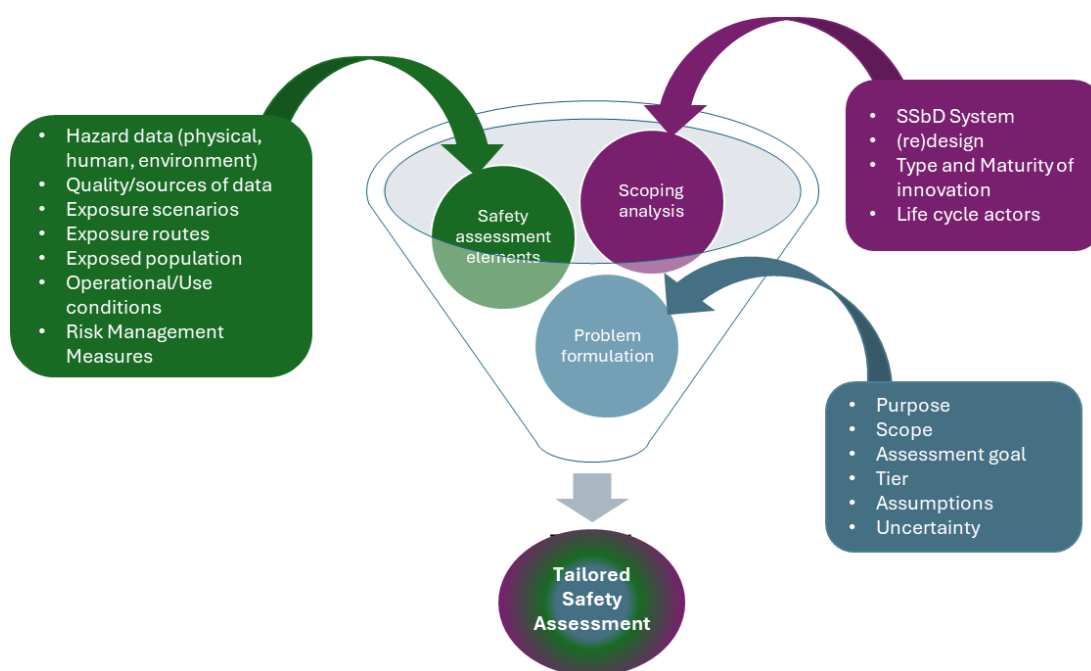 • Hazard data (physical,
human, environment)
• Quality/sources of data
• Exposure scenarios
• Exposure routes
• Exposed population
• Operational/Use
conditions
• Risk Management
Measures
• SSbD System
• (re)design
• Type and Maturity of
innovation
• Life cycle actors
Safety
assessment
elements
Scoping
analysis
Problem
formulation
• Purpose
• Scope
• Assessment goal
• Tier
• Assumptions
• Uncertainty
Tailored
Safety
Assessment